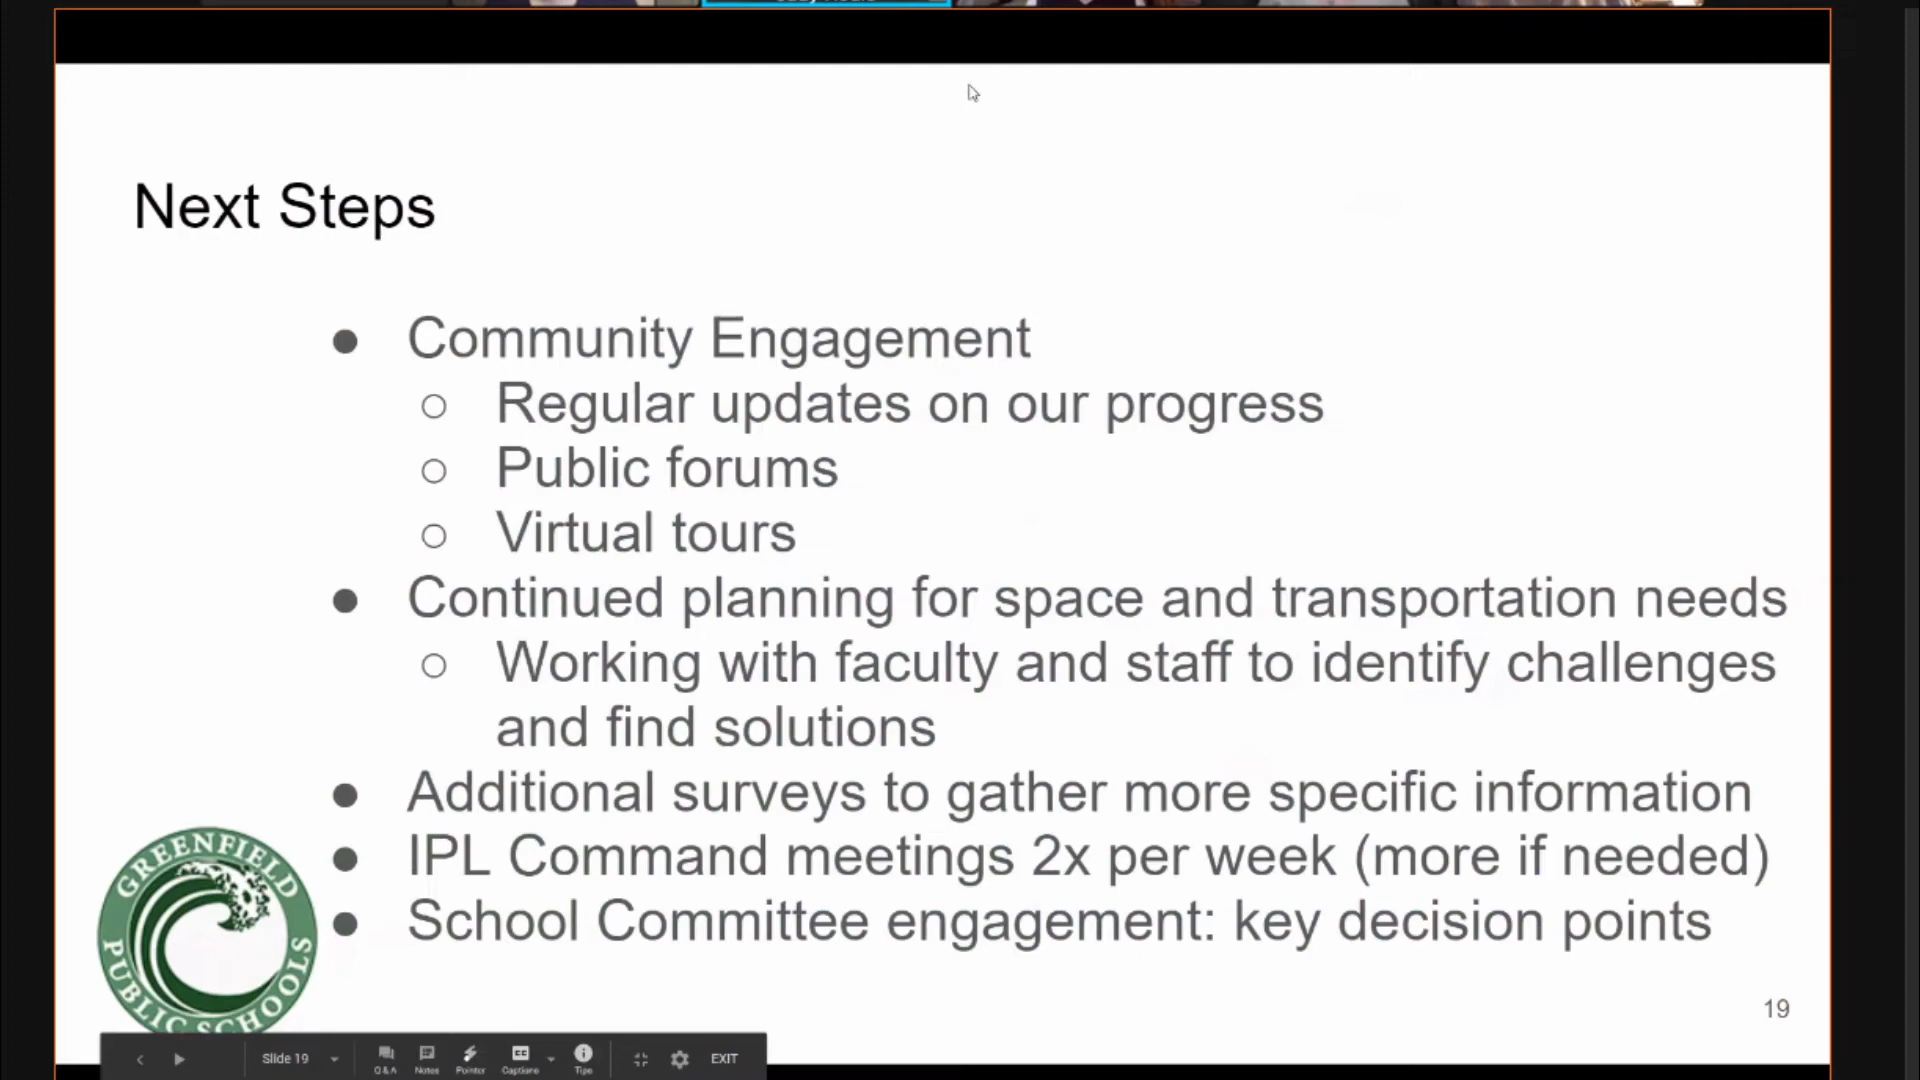 Next Steps
● Community Engagement
○ Regular updates on our progress
○ Public forums
○ Virtual tours
● Continued planning for space and transportation needs
○ Working with faculty and staff to identify challenges
and find solutions
● Additional surveys to gather more specific information
● IPL Command meetings 2x per week (more if needed)
● School Committee engagement: key decision points
GREENFIELD
PUBLIC SCHOOLS
19
Slide 19
Q&A
Notes
Pointer
Captions
Tips
EXIT